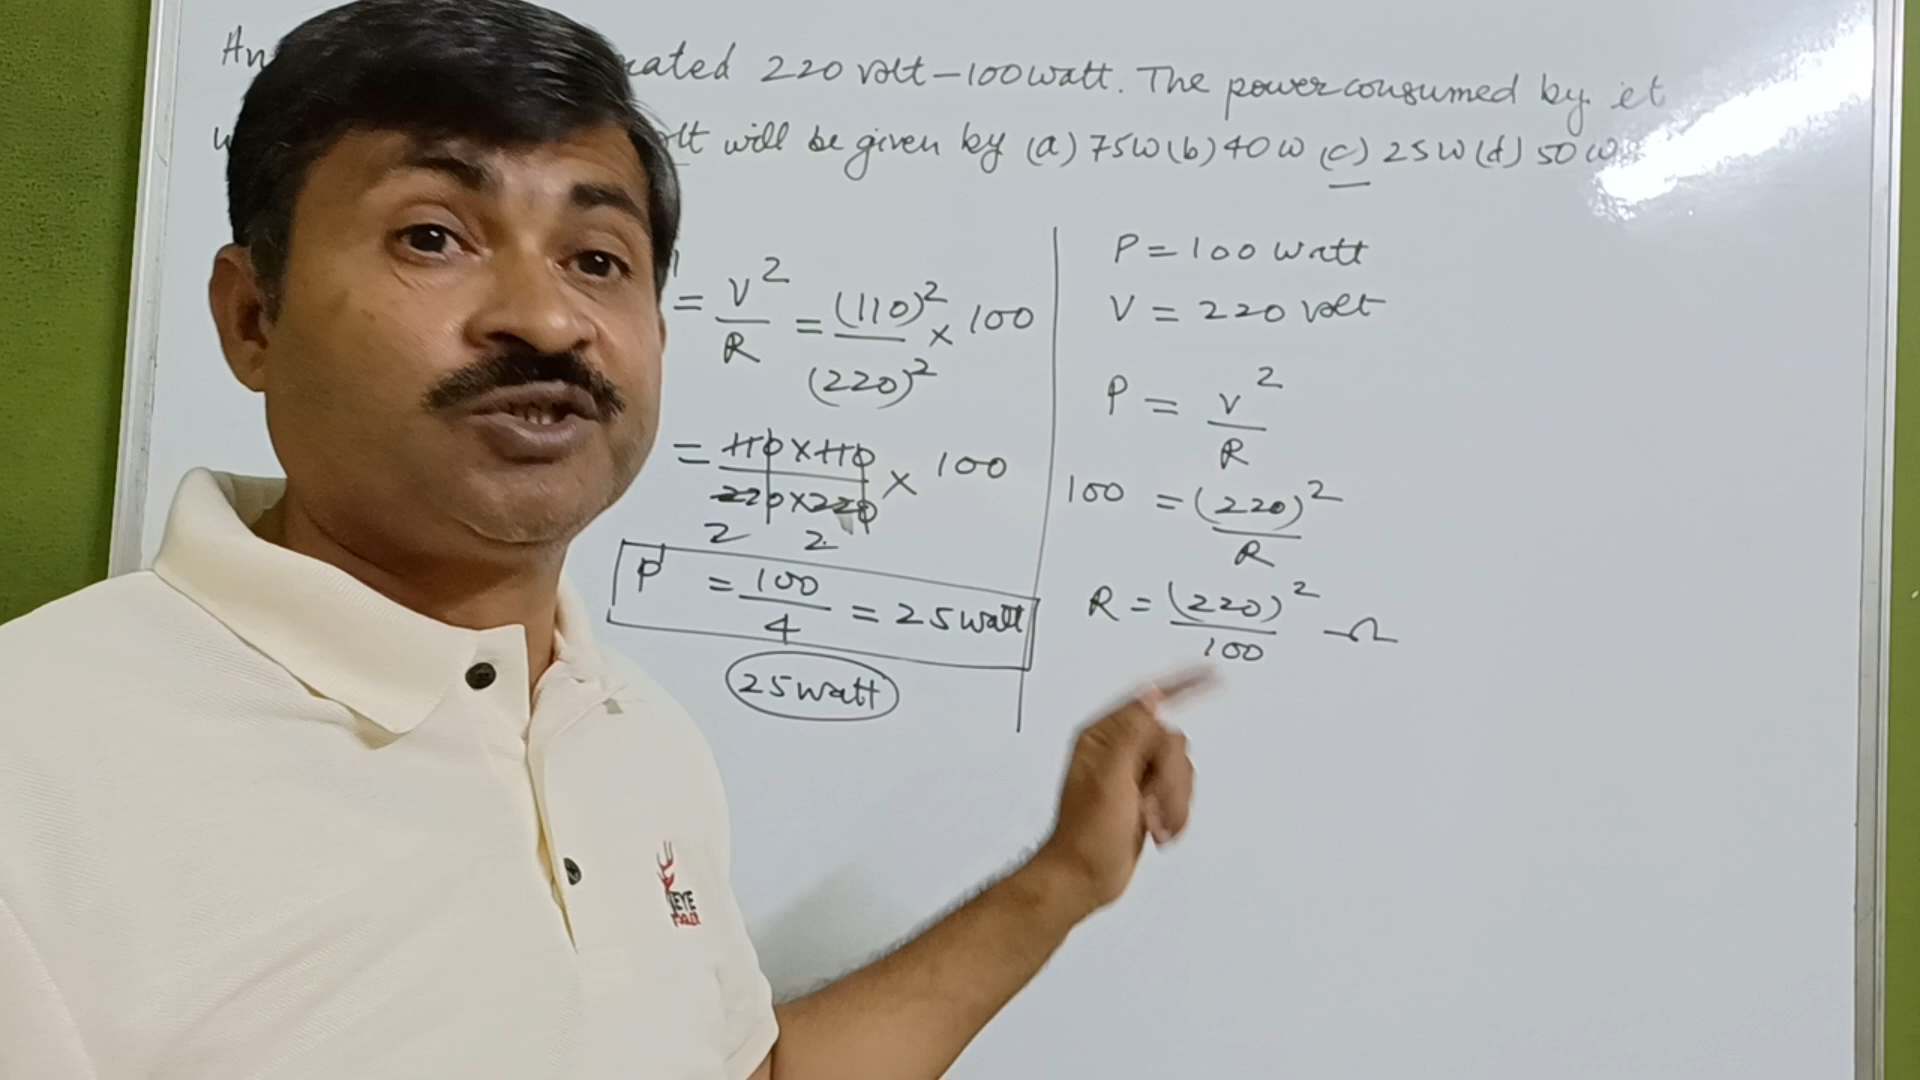 An rated 220 volt - 100 watt. The power consumed by it
volt will be given by (a) 75W (b) 40W (c) 25W (d) 50W
= V² / R = (110)² / (220)² × 100
= 110 × 110 / 220 × 220 × 100
2 2
P' = 100 / 4 = 25 watt
25 watt
P = 100 watt
V = 220 volt
P = V² / R
100 = (220)² / R
R = (220)² / 100 Ω